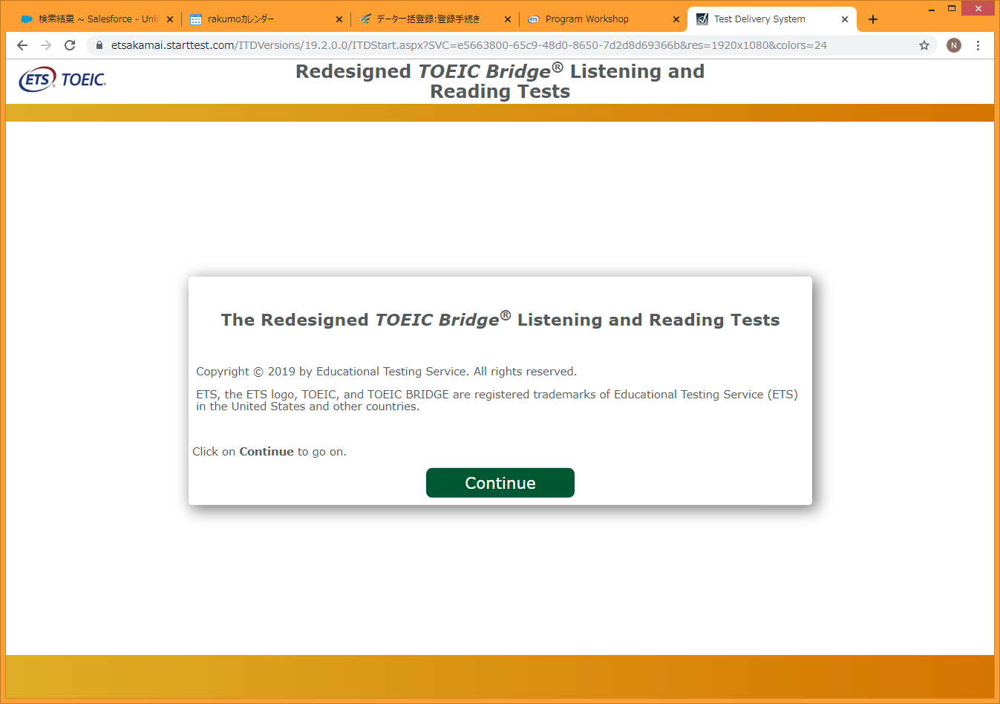 検索結果 ~ Salesforce - Unli
rakumoカレンダー
データ一括登録:登録手続き
ETS Program Workshop
Test Delivery System
etsakamai.starttest.com/ITDVersions/19.2.0.0/ITDStart.aspx?SVC=e5663800-65c9-48d0-8650-7d2d8d69366b&res=1920x1080&colors=24
N
ETS® TOEIC®
Redesigned TOEIC Bridge® Listening and
Reading Tests
The Redesigned TOEIC Bridge® Listening and Reading Tests
Copyright © 2019 by Educational Testing Service. All rights reserved.
ETS, the ETS logo, TOEIC, and TOEIC BRIDGE are registered trademarks of Educational Testing Service (ETS)
in the United States and other countries.
Click on Continue to go on.
Continue